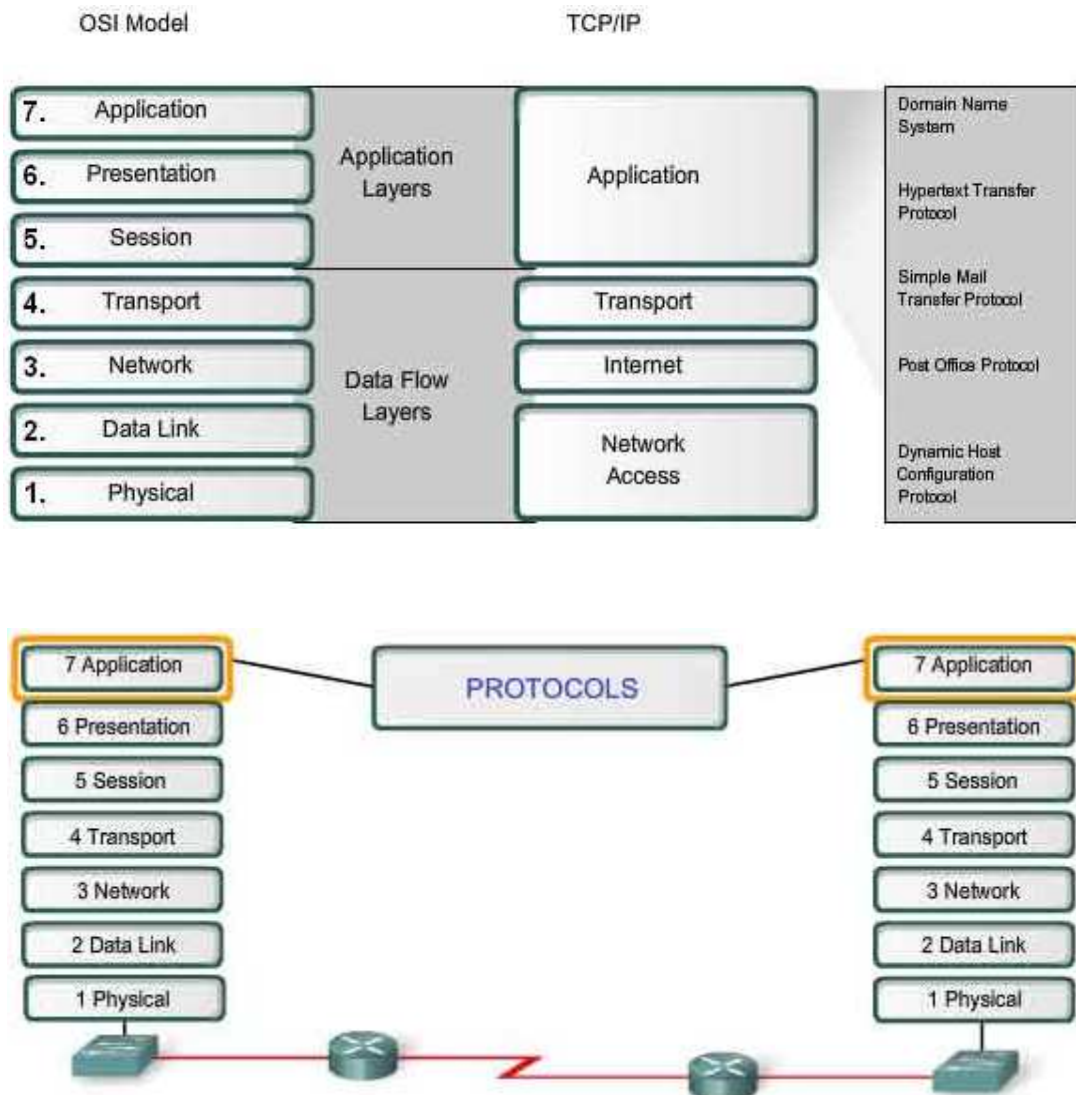 OSI Model
TCP/IP
7. Application
6. Presentation
5. Session
4. Transport
3. Network
2. Data Link
1. Physical
Application
Layers
Data Flow
Layers
Application
Transport
Internet
Network
Access
Domain Name
System
Hypertext Transfer
Protocol
Simple Mail
Transfer Protocol
Post Office Protocol
Dynamic Host
Configuration
Protocol
7 Application
6 Presentation
5 Session
4 Transport
3 Network
2 Data Link
1 Physical
PROTOCOLS
7 Application
6 Presentation
5 Session
4 Transport
3 Network
2 Data Link
1 Physical